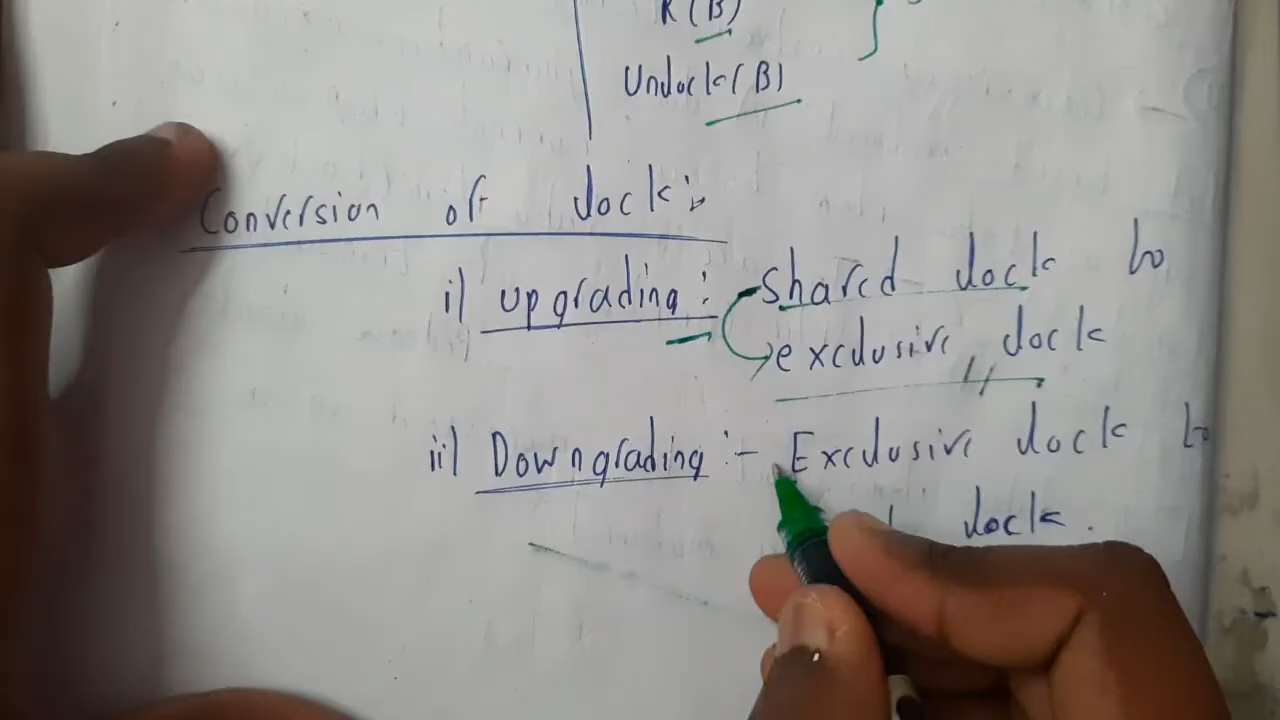 R(B)
Unlock(B)
Conversion of lock:
i) upgrading: shared lock to
exclusive lock
ii) Downgrading :- Exclusive lock to
lock.